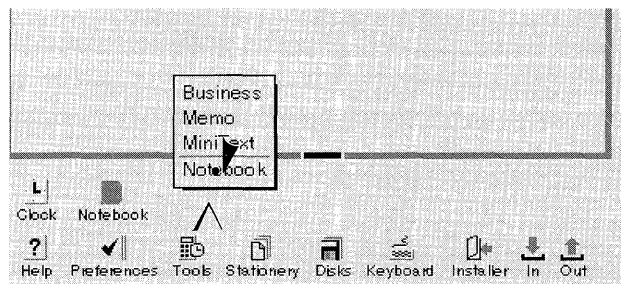 Business
Memo
MiniText
Notebook
Clock Notebook
Help Preferences Tools Stationery Disks Keyboard Installer In Out